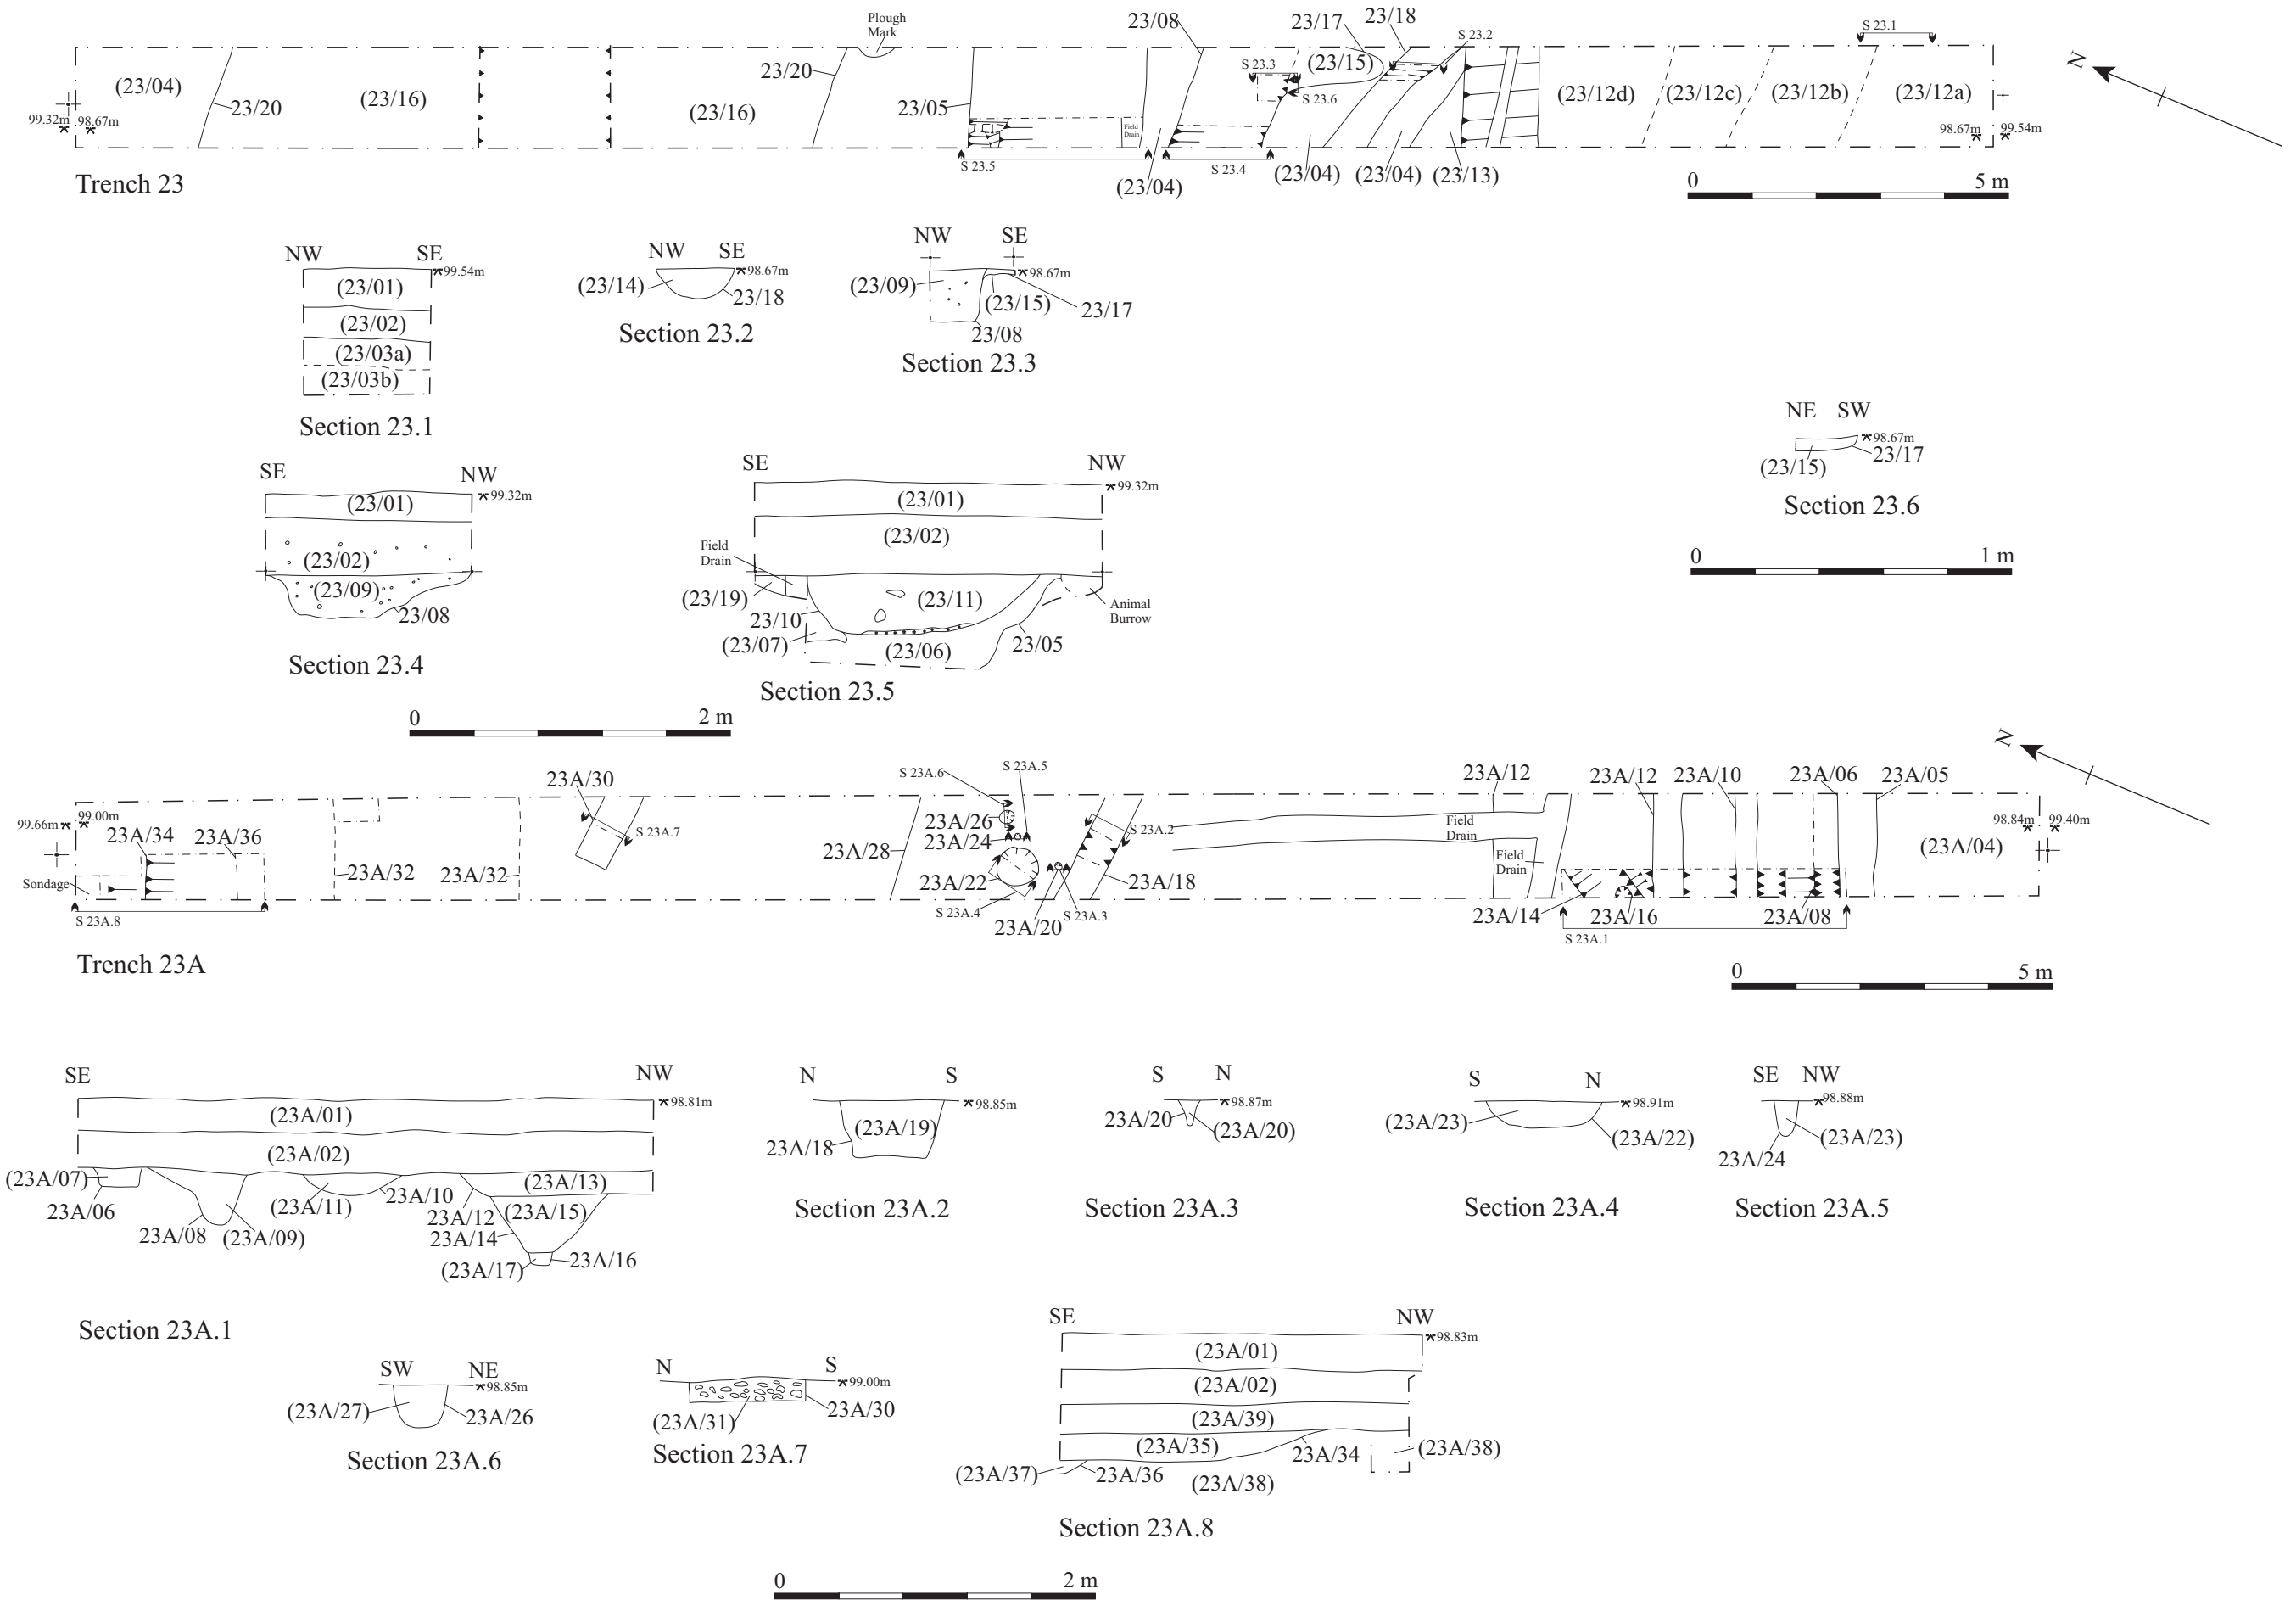 Plough
Mark
23/08
23/17
23/18
S 23.1
S 23.2
(23/04)
23/20
(23/16)
23/20
(23/16)
23/05
S 23.3
(23/15)
S 23.6
(23/12d)
(23/12c)
(23/12b)
(23/12a)
N
99.32m
98.67m
Field
Drain
98.67m
99.54m
S 23.5
(23/04)
S 23.4
(23/04)
(23/04)
(23/13)
Trench 23
0
5 m
NW
SE
99.54m
(23/01)
(23/02)
(23/03a)
(23/03b)
Section 23.1
NW
SE
98.67m
(23/14)
23/18
Section 23.2
NW
SE
98.67m
(23/09)
(23/15)
23/17
23/08
Section 23.3
NE
SW
98.67m
(23/15)
23/17
Section 23.6
SE
NW
99.32m
(23/01)
(23/02)
(23/09)
23/08
Section 23.4
SE
NW
99.32m
(23/01)
(23/02)
Field
Drain
(23/19)
23/10
(23/07)
(23/11)
(23/06)
23/05
Animal
Burrow
Section 23.5
0
1 m
0
2 m
N
23A/30
S 23A.6
S 23A.5
23A/12
23A/12
23A/10
23A/06
23A/05
99.66m
99.00m
23A/34
23A/36
S 23A.7
23A/26
23A/24
S 23A.2
Field
Drain
98.84m
99.40m
23A/28
(23A/04)
Sondage
23A/32
23A/32
23A/22
23A/18
Field
Drain
S 23A.8
S 23A.4
23A/20
S 23A.3
23A/14
23A/16
23A/08
S 23A.1
Trench 23A
0
5 m
SE
NW
98.81m
(23A/01)
(23A/02)
(23A/07)
23A/06
23A/08
(23A/09)
(23A/11)
23A/10
23A/12
23A/14
(23A/13)
(23A/15)
(23A/17)
23A/16
Section 23A.1
N
S
98.85m
(23A/19)
23A/18
Section 23A.2
S
N
98.87m
23A/20
(23A/20)
Section 23A.3
S
N
98.91m
(23A/23)
(23A/22)
Section 23A.4
SE
NW
98.88m
(23A/23)
23A/24
Section 23A.5
SW
NE
98.85m
(23A/27)
23A/26
Section 23A.6
N
S
99.00m
(23A/31)
23A/30
Section 23A.7
SE
NW
98.83m
(23A/01)
(23A/02)
(23A/39)
(23A/35)
23A/34
(23A/38)
(23A/37)
23A/36
(23A/38)
Section 23A.8
0
2 m